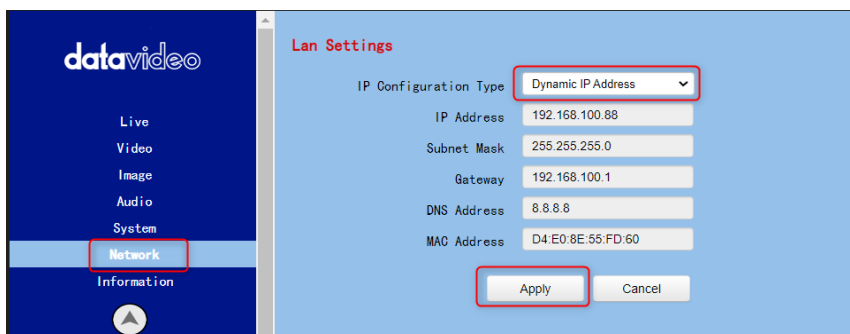 datavideo
Live
Video
Image
Audio
System
Network
Information
Lan Settings
IP Configuration Type Dynamic IP Address
IP Address 192.168.100.88
Subnet Mask 255.255.255.0
Gateway 192.168.100.1
DNS Address 8.8.8.8
MAC Address D4:E0:8E:55:FD:60
Apply Cancel